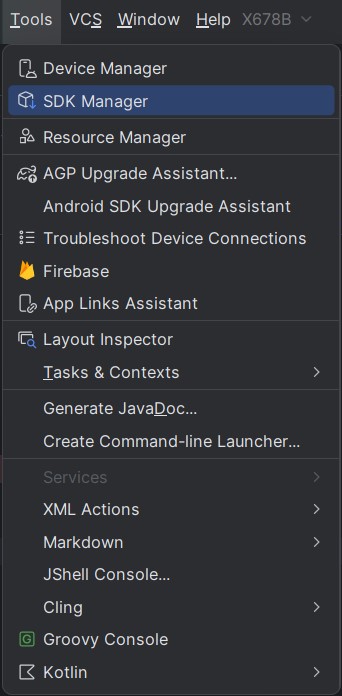 Tools VCS Window Help X678B
Device Manager
SDK Manager
Resource Manager
AGP Upgrade Assistant...
Android SDK Upgrade Assistant
Troubleshoot Device Connections
Firebase
App Links Assistant
Layout Inspector
Tasks & Contexts
Generate JavaDoc...
Create Command-line Launcher...
Services
XML Actions
Markdown
JShell Console...
Cling
G Groovy Console
Kotlin